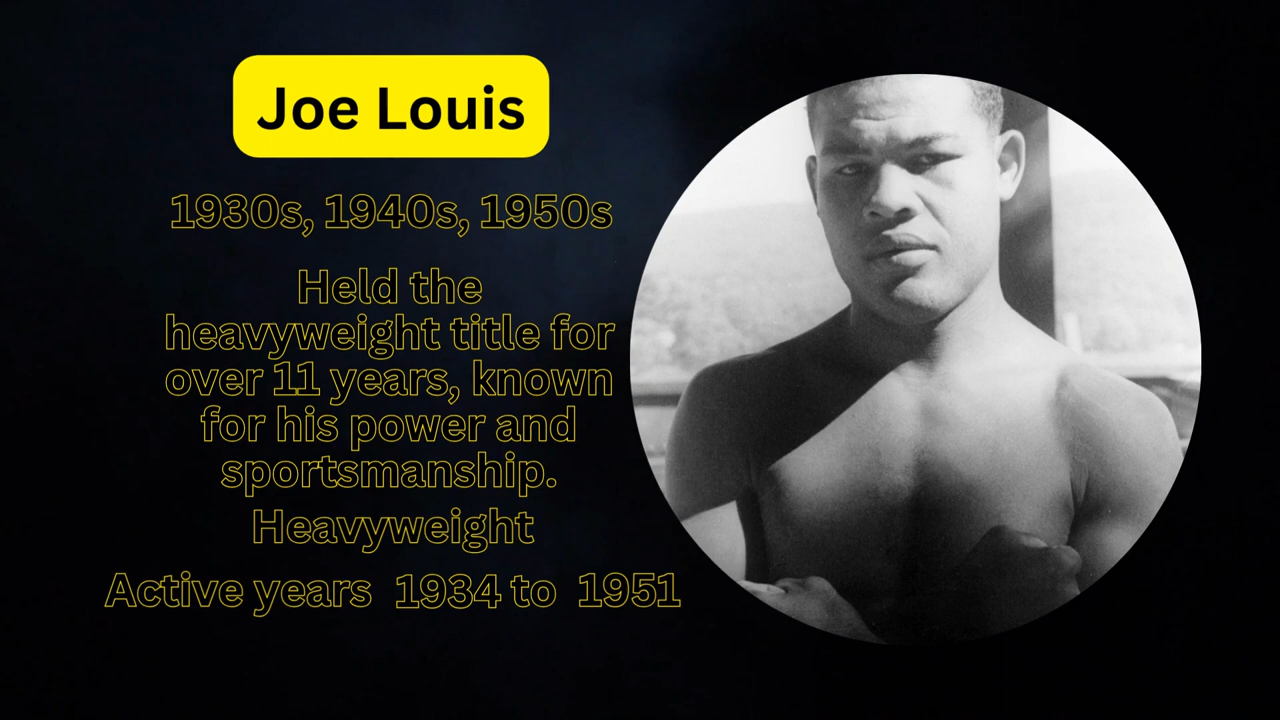 Joe Louis
1930s, 1940s, 1950s
Held the
heavyweight title for
over 11 years, known
for his power and
sportsmanship.
Heavyweight
Active years 1934 to 1951